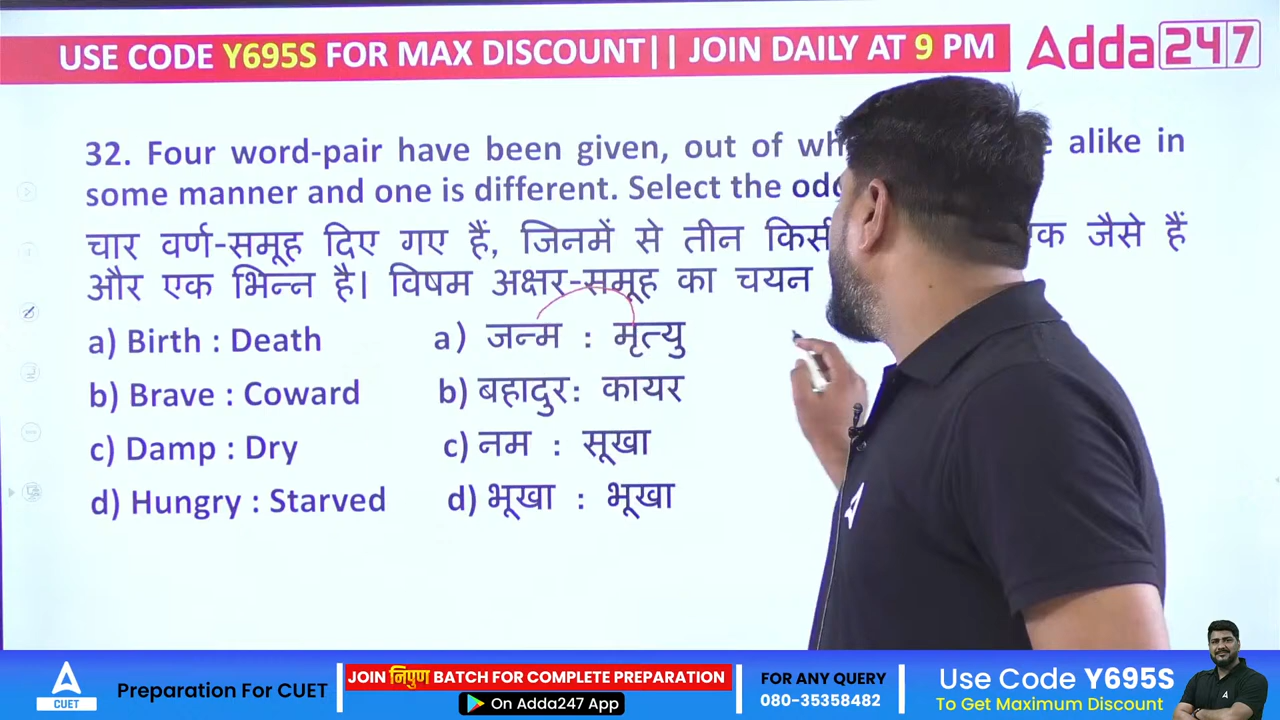 USE CODE Y695S FOR MAX DISCOUNT|| JOIN DAILY AT 9 PM
Adda247
32. Four word-pair have been given, out of alike in
some manner and one is different. Select the
चार वर्ण-समूह दिए गए हैं, जिनमें से तीन जैसे हैं
और एक भिन्न है। विषम अक्षर-समूह का चयन
a) Birth : Death a) जन्म : मृत्यु
b) Brave : Coward b) बहादुर: कायर
c) Damp : Dry c) नम : सूखा
d) Hungry : Starved d) भूखा : भूखा
CUET
Preparation For CUET
JOIN निपुण BATCH FOR COMPLETE PREPARATION
On Adda247 App
FOR ANY QUERY
080-35358482
Use Code Y695S
To Get Maximum Discount